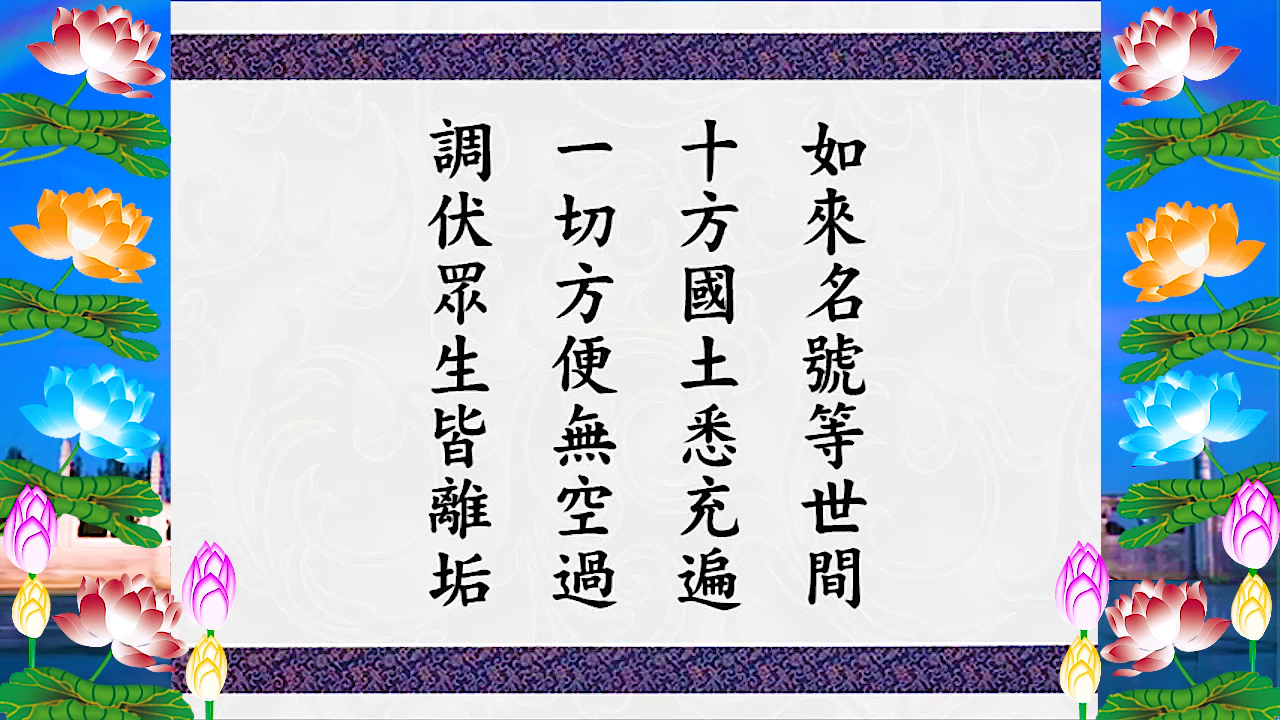 如來名號等世間
十方國土悉充遍
一切方便無空過
調伏眾生皆離垢